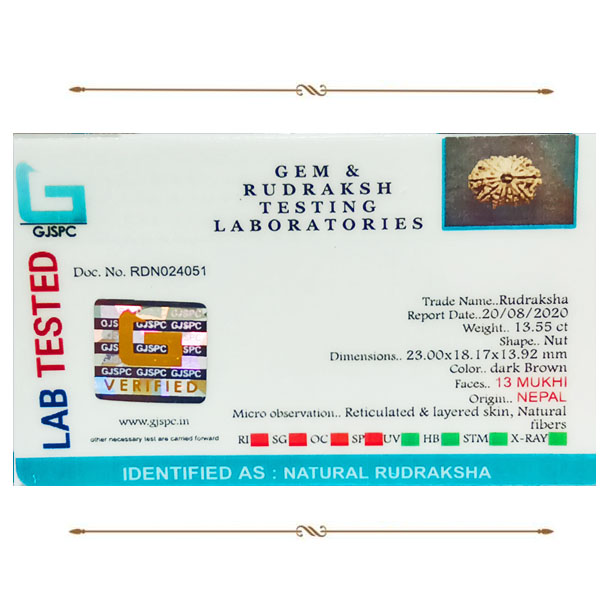 GJSPC
GEM &
RUDRAKSH
TESTING
LABORATORIES
LAB TESTED
Doc. No. RDN024051
GJSPC GJSPC GJSPC
GJS GJSPC
GJSPC GJSPC GJSPC
VERIFIED
www.gjspc.in
other necessary test are carried forward
Trade Name..Rudraksha
Report Date..20/08/2020
Weight.. 13.55 ct
Shape.. Nut
Dimensions.. 23.00x18.17x13.92 mm
Color.. dark Brown
Faces.. 13 MUKHI
Origin.. NEPAL
Micro observation.. Reticulated & layered skin, Natural
fibers
RI SG OC SP UV HB STM X-RAY
IDENTIFIED AS : NATURAL RUDRAKSHA